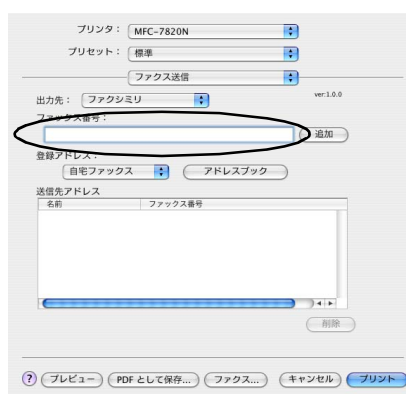 プリンタ： MFC-7820N
プリセット： 標準
ファクス送信
出力先： ファクシミリ ver:1.0.0
ファックス番号：
追加
登録アドレス：
自宅ファックス アドレスブック
送信先アドレス
名前 ファックス番号
削除
? プレビュー PDF として保存... ファクス... キャンセル プリント